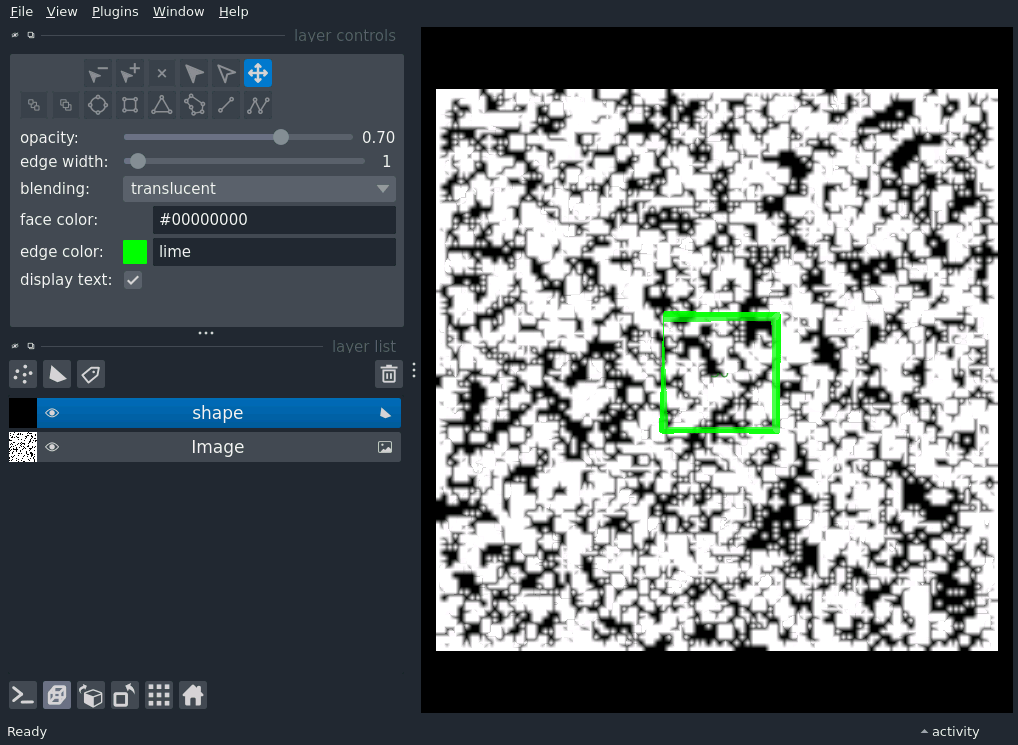 File View Plugins Window Help
layer controls
opacity: 0.70
edge width: 1
blending: translucent
face color: #00000000
edge color: lime
display text:
layer list
shape
Image
Ready activity